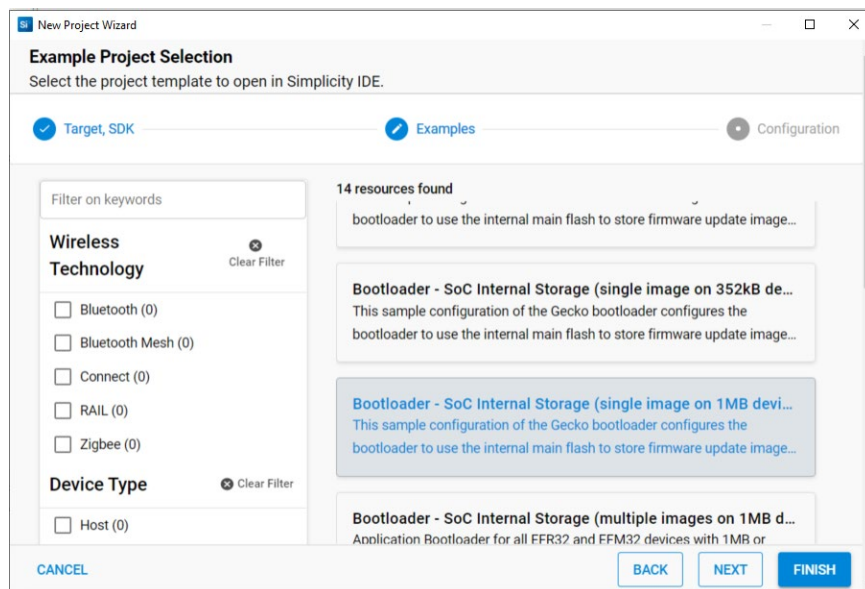 Si New Project Wizard
Example Project Selection
Select the project template to open in Simplicity IDE.
Target, SDK
Examples
Configuration
Filter on keywords
Wireless
Technology
Clear Filter
Bluetooth (0)
Bluetooth Mesh (0)
Connect (0)
RAIL (0)
Zigbee (0)
Device Type
Clear Filter
Host (0)
14 resources found
bootloader to use the internal main flash to store firmware update image...
Bootloader - SoC Internal Storage (single image on 352kB de...
This sample configuration of the Gecko bootloader configures the
bootloader to use the internal main flash to store firmware update image...
Bootloader - SoC Internal Storage (single image on 1MB devi...
This sample configuration of the Gecko bootloader configures the
bootloader to use the internal main flash to store firmware update image...
Bootloader - SoC Internal Storage (multiple images on 1MB d...
Application Bootloader for all EFR32 and EFM32 devices with 1MB or
CANCEL
BACK
NEXT
FINISH